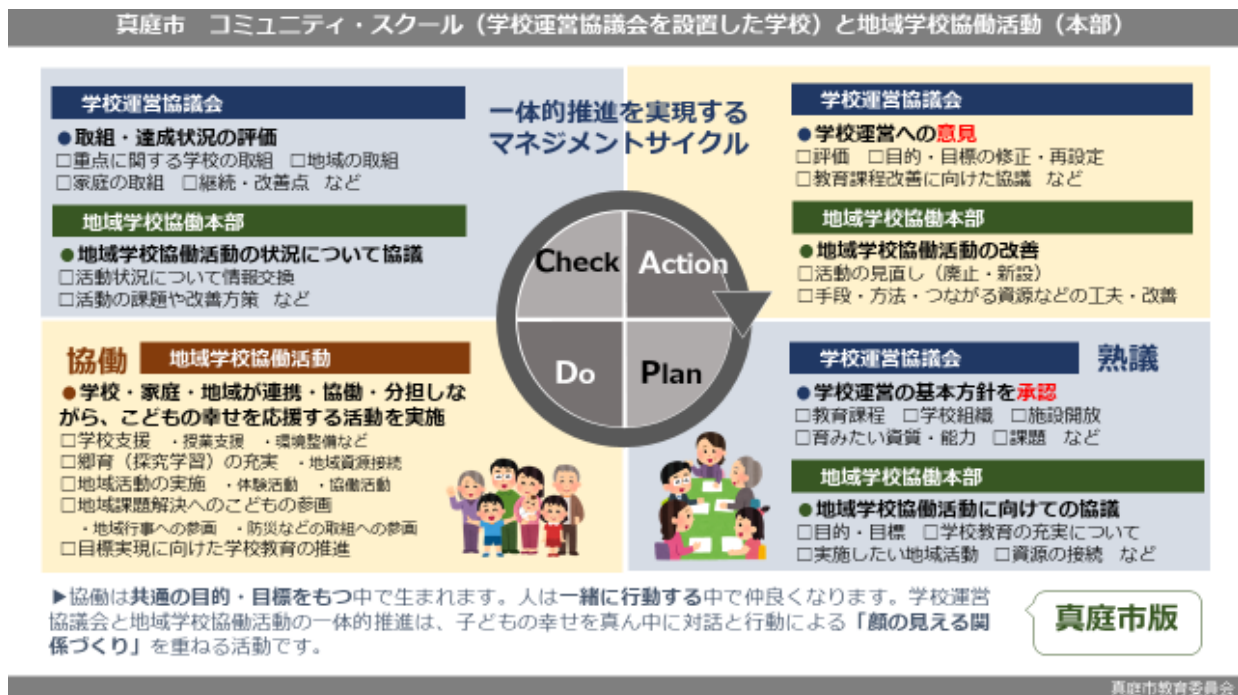 真庭市　コミュニティ・スクール（学校運営協議会を設置した学校）と地域学校協働活動（本部）
一体的推進を実現する
マネジメントサイクル
学校運営協議会
●取組・達成状況の評価
□重点に関する学校の取組　□地域の取組
□家庭の取組　□継続・改善点　など
地域学校協働本部
●地域学校協働活動の状況について協議
□活動状況について情報交換
□活動の課題や改善方策　など
学校運営協議会
●学校運営への意見
□評価　□目的・目標の修正・再設定
□教育課程改善に向けた協議　など
地域学校協働本部
●地域学校協働活動の改善
□活動の見直し（廃止・新設）
□手段・方法・つながる資源などの工夫・改善
Check
Action
Do
Plan
協働
地域学校協働活動
●学校・家庭・地域が連携・協働・分担しな
がら、こどもの幸せを応援する活動を実施
□学校支援　・授業支援　・環境整備など
□郷育（探究学習）の充実　・地域資源接続
□地域活動の実施　・体験活動　・協働活動
□地域課題解決へのこどもの参画
・地域行事への参画　・防災などの取組への参画
□目標実現に向けた学校教育の推進
学校運営協議会
熟議
●学校運営の基本方針を承認
□教育課程　□学校組織　□施設開放
□育みたい資質・能力　□課題　など
地域学校協働本部
●地域学校協働活動に向けての協議
□目的・目標　□学校教育の充実について
□実施したい地域活動　□資源の接続　など
▶協働は共通の目的・目標をもつ中で生まれます。人は一緒に行動する中で仲良くなります。学校運営
協議会と地域学校協働活動の一体的推進は、子どもの幸せを真ん中に対話と行動による「顔の見える関
係づくり」を重ねる活動です。
真庭市版
真庭市教育委員会